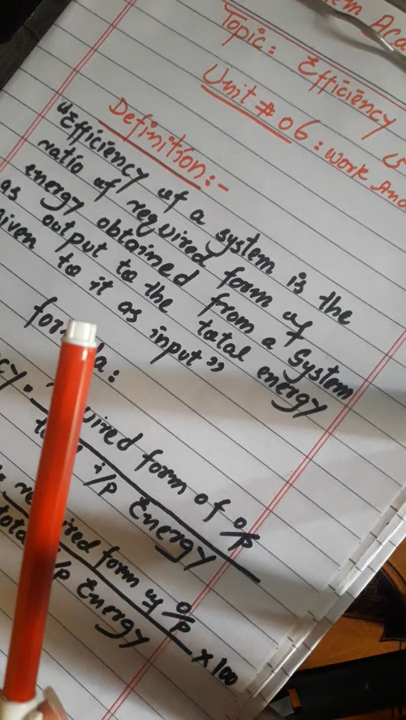 Topic: Efficiency
Unit # 06: Work And
Definition:-
"Efficiency of a system is the
ratio of required form of
energy obtained from a system
as output to the total energy
given to it as input"
form of o/p
i/p Energy
required form of o/p
total i/p Energy × 100